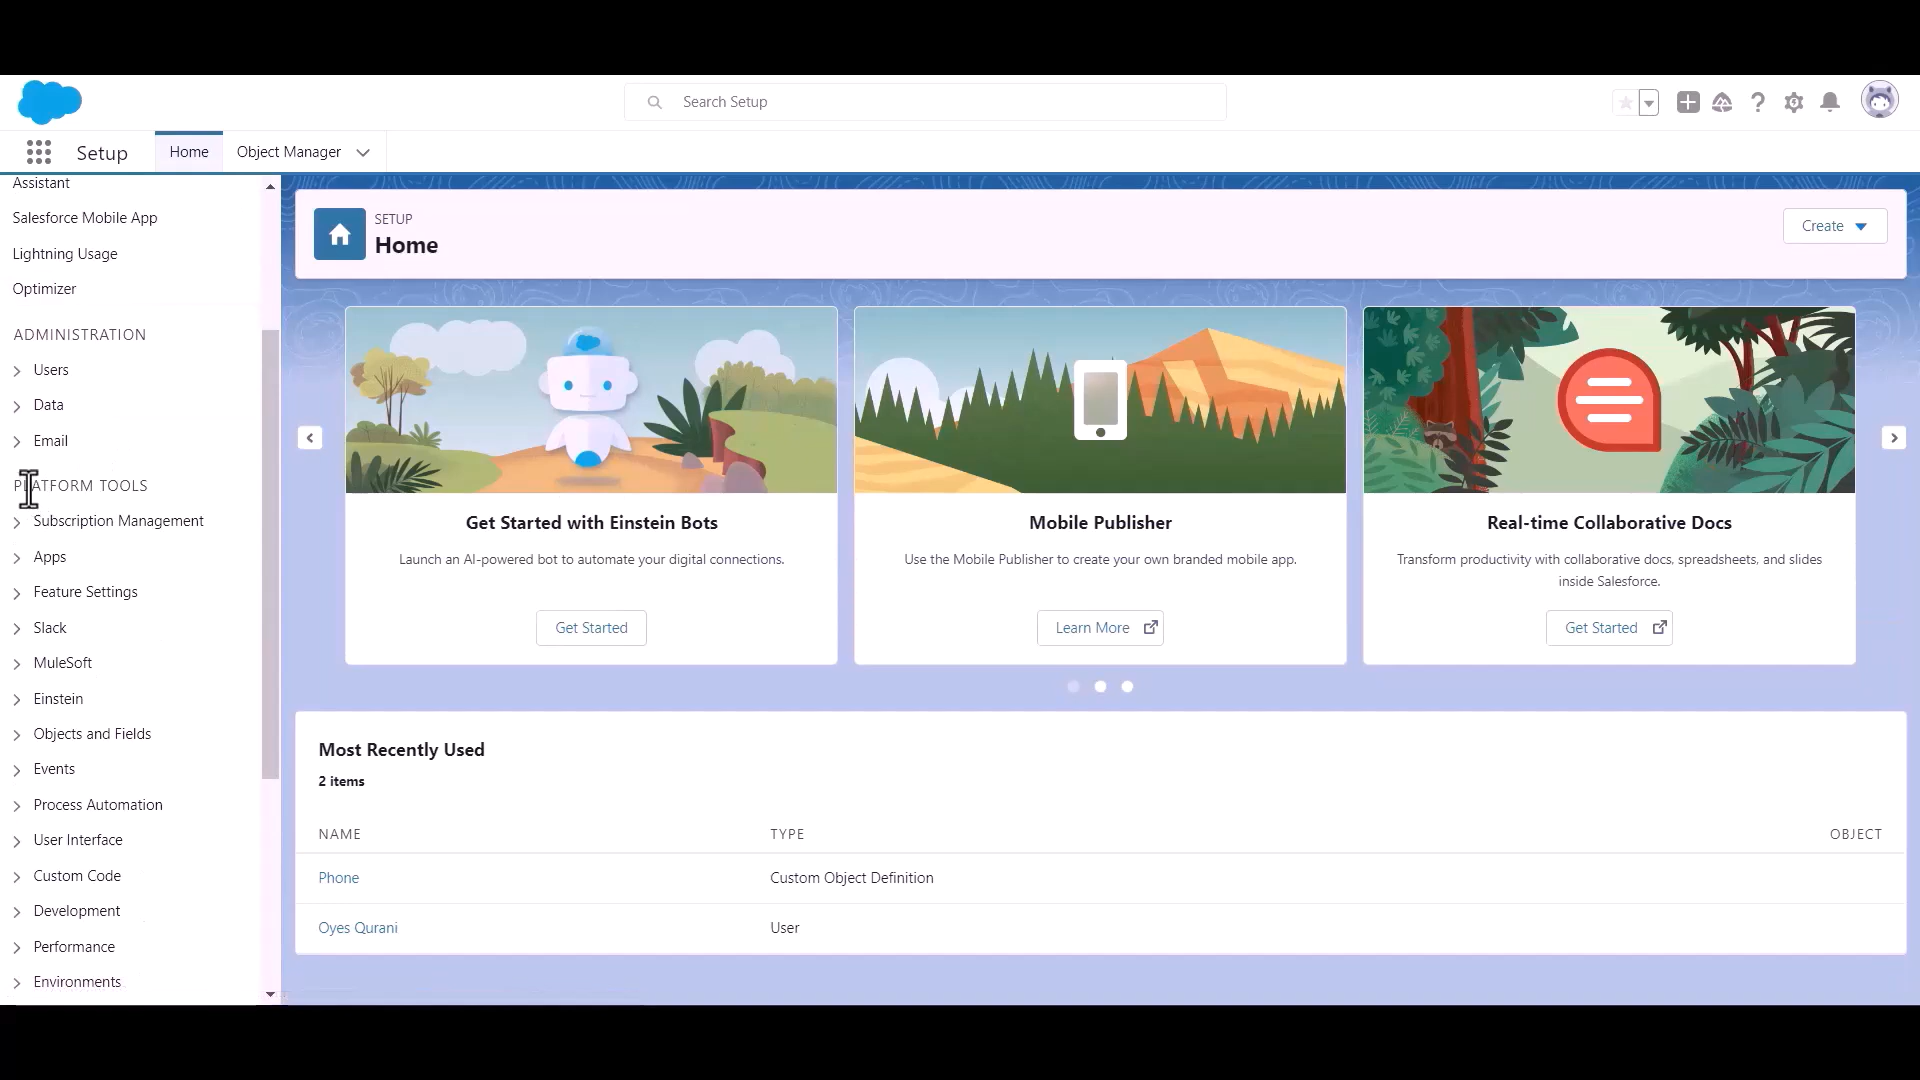 Search Setup
Setup
Home
Object Manager
Assistant
Salesforce Mobile App
Lightning Usage
Optimizer
ADMINISTRATION
Users
Data
Email
PLATFORM TOOLS
Subscription Management
Apps
Feature Settings
Slack
MuleSoft
Einstein
Objects and Fields
Events
Process Automation
User Interface
Custom Code
Development
Performance
Environments
SETUP
Home
Create
Get Started with Einstein Bots
Launch an AI-powered bot to automate your digital connections.
Get Started
Mobile Publisher
Use the Mobile Publisher to create your own branded mobile app.
Learn More
Real-time Collaborative Docs
Transform productivity with collaborative docs, spreadsheets, and slides
inside Salesforce.
Get Started
Most Recently Used
2 items
NAME TYPE OBJECT
Phone Custom Object Definition
Oyes Qurani User